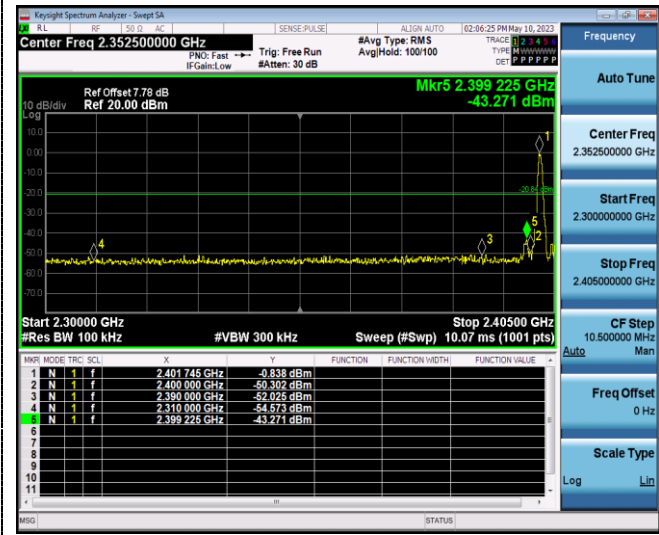 Keysight Spectrum Analyzer - Swept SA
RL RF 50 Ω AC SENSE:PULSE ALIGN AUTO 02:06:25 PM May 10, 2023
Center Freq 2.352500000 GHz
PNO: Fast
IFGain:Low
Trig: Free Run
#Atten: 30 dB
#Avg Type: RMS
Avg|Hold: 100/100
TRACE 1 2 3 4 5 6
TYPE MWWWWW
DET P P P P P P
Ref Offset 7.78 dB
Ref 20.00 dBm
10 dB/div
Log
Mkr5 2.399 225 GHz
-43.271 dBm
10.0
0.00
-10.0
-20.0
-30.0
-40.0
-50.0
-60.0
-70.0
1
-20.84 dBm
5
2
3
4
Start 2.30000 GHz
Stop 2.40500 GHz
#Res BW 100 kHz
#VBW 300 kHz
Sweep (#Swp) 10.07 ms (1001 pts)
MKR MODE TRC SCL X Y FUNCTION FUNCTION WIDTH FUNCTION VALUE
1 N 1 f 2.401 745 GHz -0.838 dBm
2 N 1 f 2.400 000 GHz -50.302 dBm
3 N 1 f 2.390 000 GHz -52.025 dBm
4 N 1 f 2.310 000 GHz -54.573 dBm
5 N 1 f 2.399 225 GHz -43.271 dBm
6
7
8
9
10
11
MSG
STATUS
Frequency
Auto Tune
Center Freq
2.352500000 GHz
Start Freq
2.300000000 GHz
Stop Freq
2.405000000 GHz
CF Step
10.500000 MHz
Auto Man
Freq Offset
0 Hz
Scale Type
Log Lin